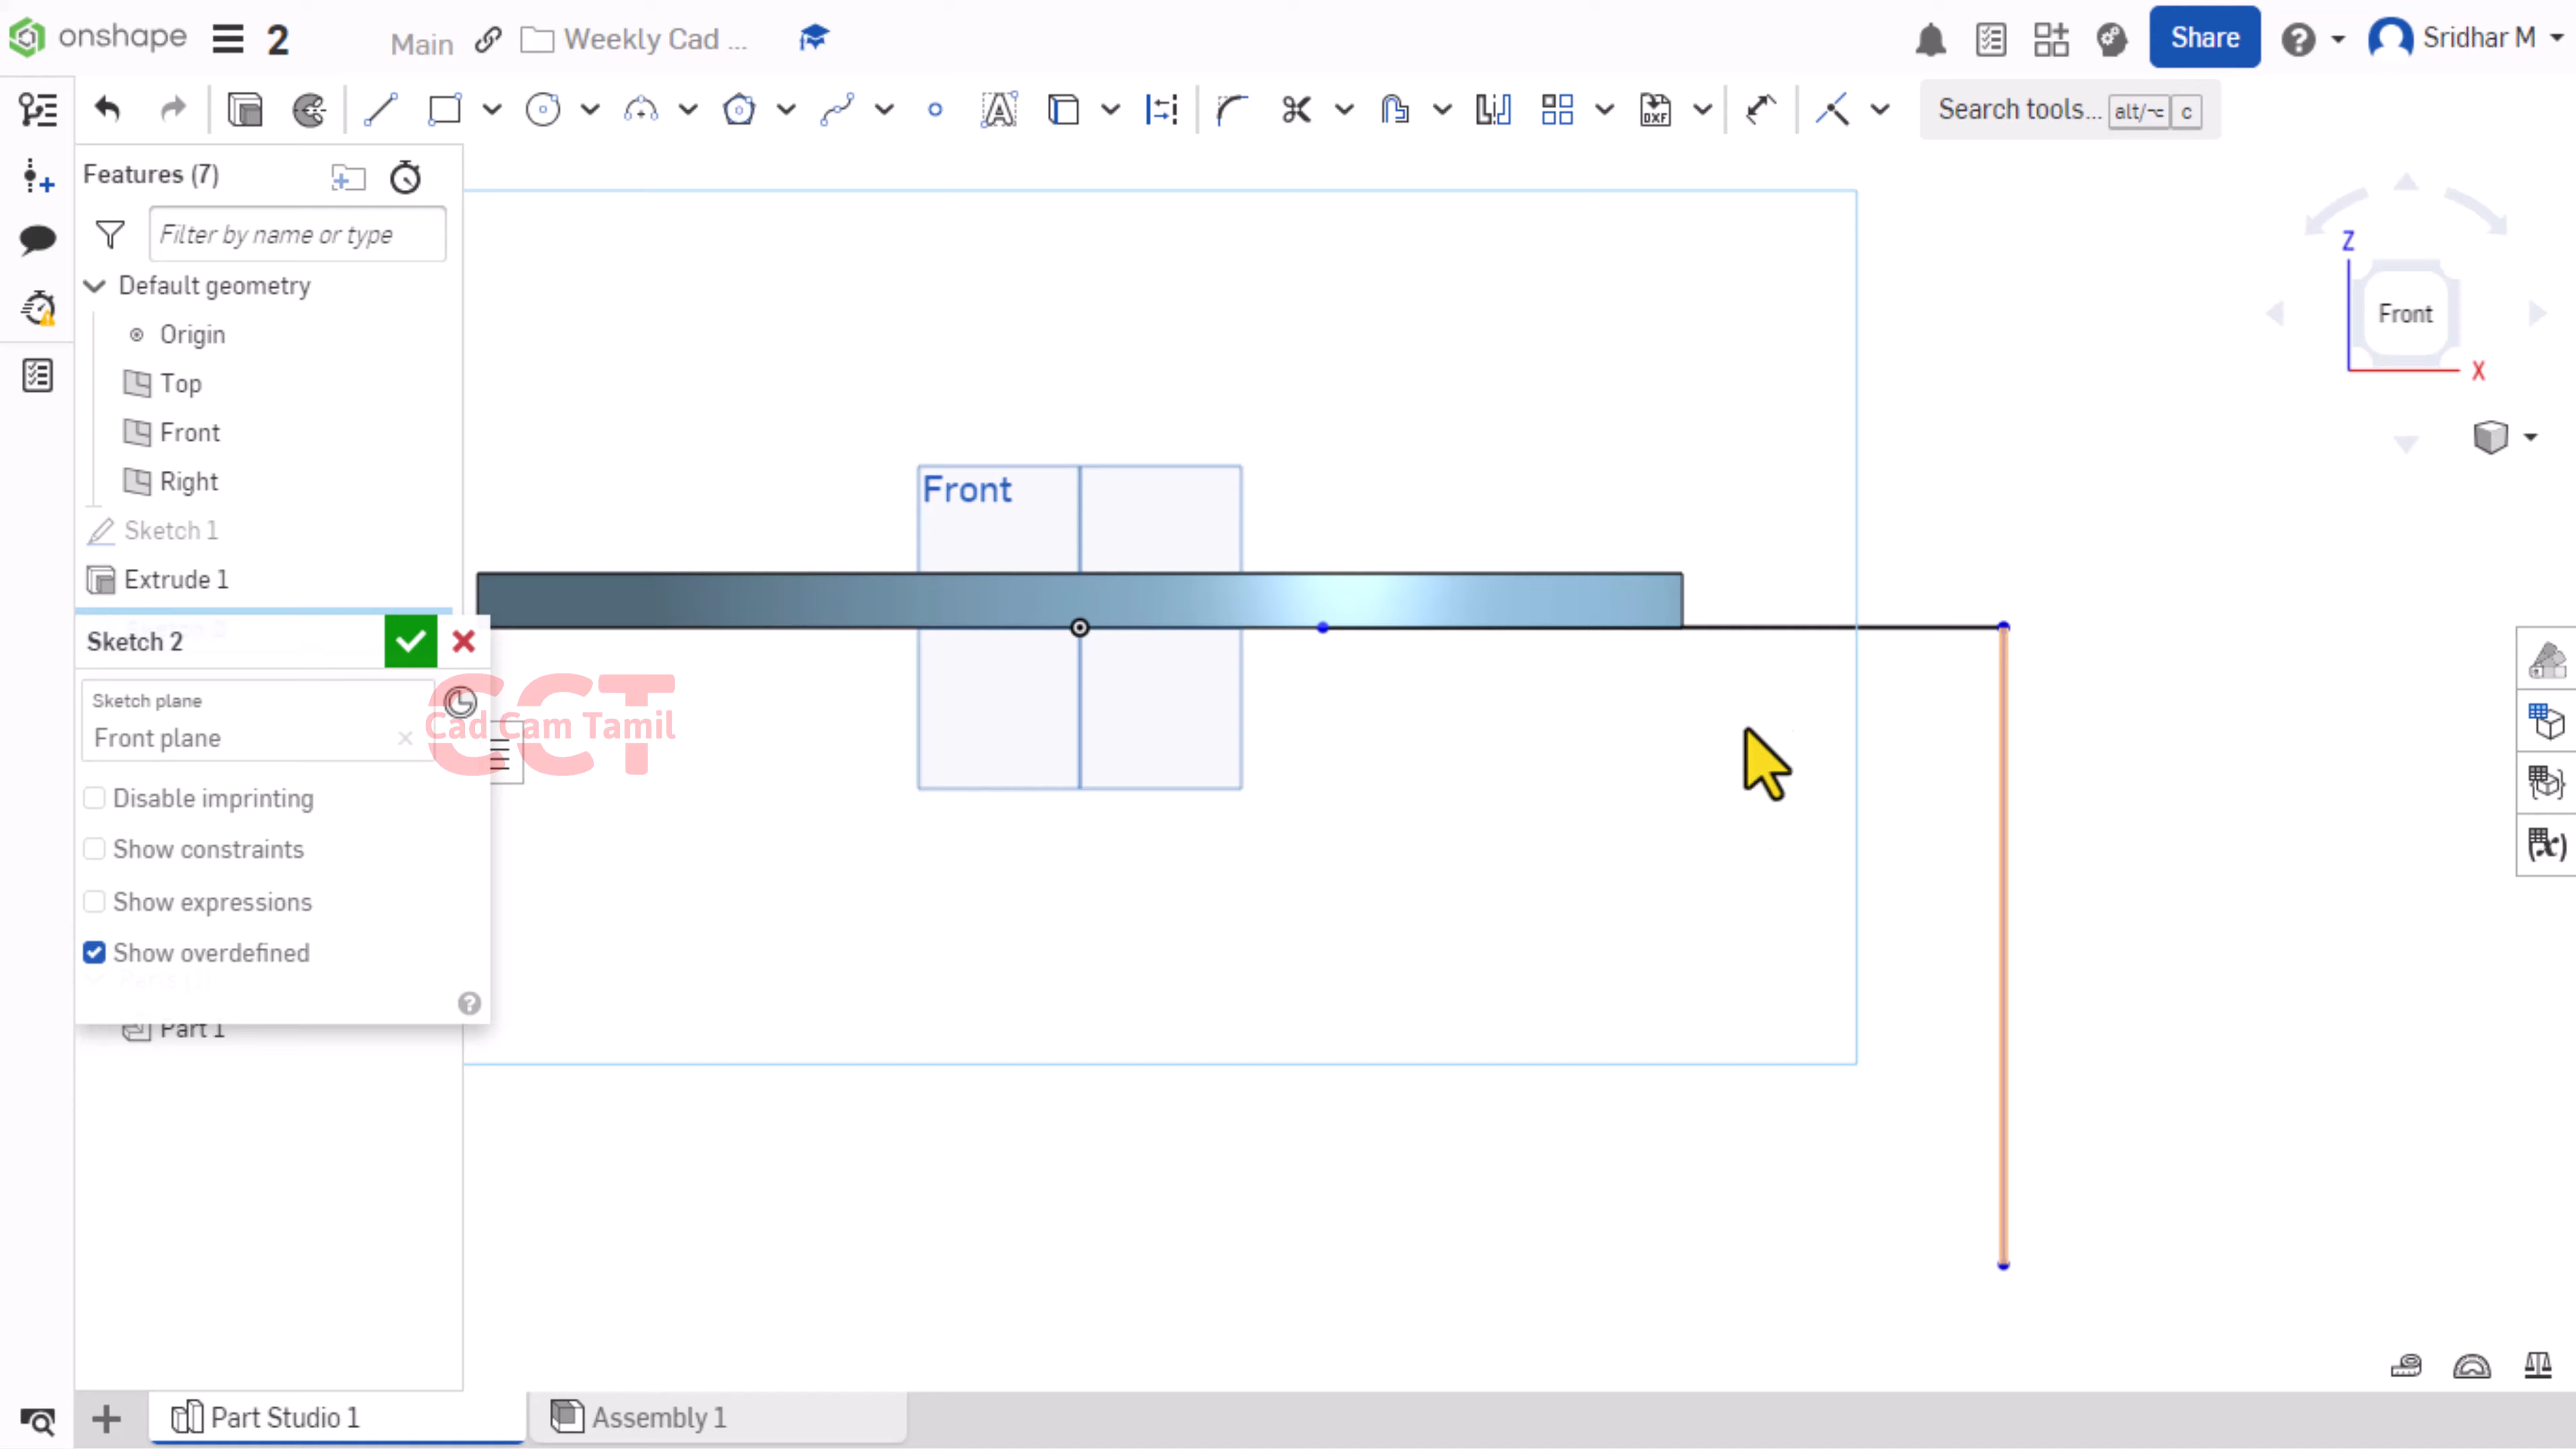 onshape 2 Main Weekly Cad ... Share Sridhar M
Search tools... alt/⌥ c
DXF
Features (7)
Filter by name or type
Default geometry
Origin
Top
Front
Right
Sketch 1
Extrude 1
Sketch 2
Sketch plane
Front plane
Disable imprinting
Show constraints
Show expressions
Show overdefined
Part 1
Front
CCT
Cad Cam Tamil
Z
Front
X
(x)
Part Studio 1
Assembly 1